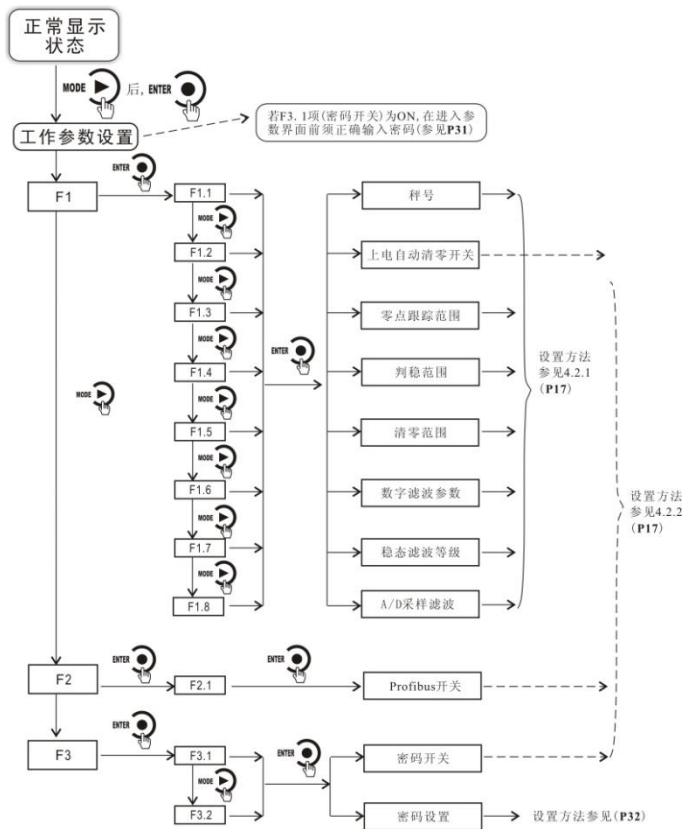 正常显示
状态
MODE 后, ENTER
若F3. 1项(密码开关)为ON, 在进入参
数界面前须正确输入密码(参见P31)
工作参数设置
ENTER
F1
F1.1
秤号
MODE
F1.2
上电自动清零开关
MODE
F1.3
零点跟踪范围
MODE
ENTER
F1.4
判稳范围
设置方法
参见4.2.1
(P17)
MODE
MODE
F1.5
清零范围
MODE
F1.6
数字滤波参数
设置方法
参见4.2.2
(P17)
MODE
F1.7
稳态滤波等级
MODE
F1.8
A/D采样滤波
ENTER
ENTER
F2
F2.1
Profibus开关
ENTER
ENTER
F3
F3.1
密码开关
MODE
F3.2
密码设置
设置方法参见(P32)